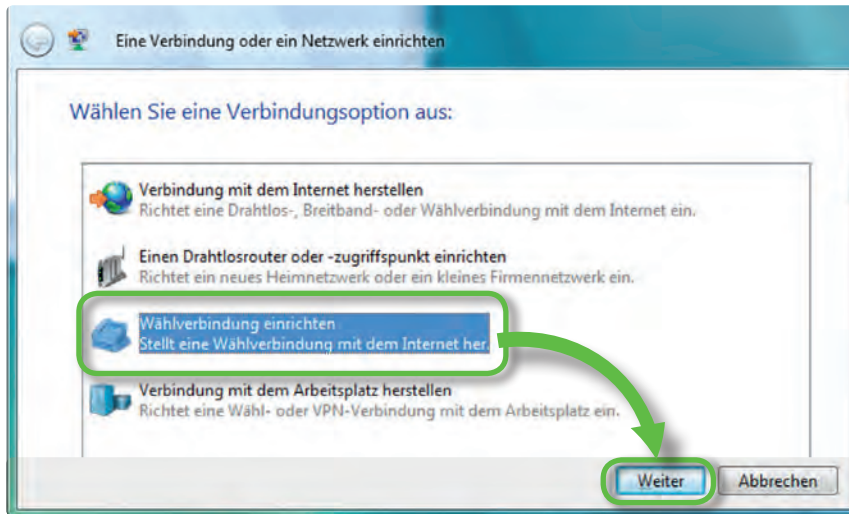 Eine Verbindung oder ein Netzwerk einrichten
Wählen Sie eine Verbindungsoption aus:
Verbindung mit dem Internet herstellen
Richtet eine Drahtlos-, Breitband- oder Wählverbindung mit dem Internet ein.
Einen Drahtlosrouter oder -zugriffspunkt einrichten
Richtet ein neues Heimnetzwerk oder ein kleines Firmennetzwerk ein.
Wählverbindung einrichten
Stellt eine Wählverbindung mit dem Internet her.
Verbindung mit dem Arbeitsplatz herstellen
Richtet eine Wähl- oder VPN-Verbindung mit dem Arbeitsplatz ein.
Weiter Abbrechen